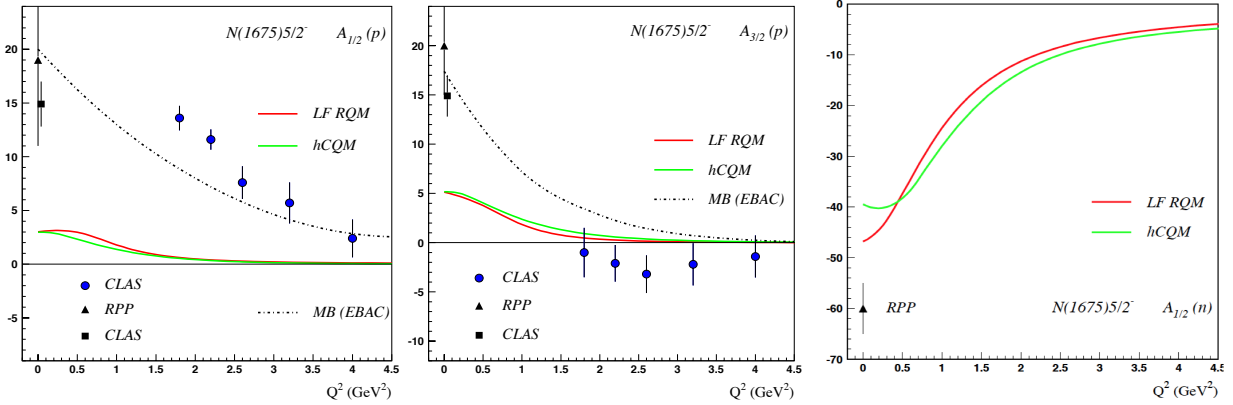 N(1675)5/2⁻ A₁/₂ (p)
LF RQM
hCQM
CLAS
RPP
MB (EBAC)
CLAS
20
15
10
5
0
-5
0 0.5 1 1.5 2 2.5 3 3.5 4 4.5
Q² (GeV²)
N(1675)5/2⁻ A₃/₂ (p)
LF RQM
hCQM
MB (EBAC)
CLAS
RPP
CLAS
20
15
10
5
0
-5
-10
0 0.5 1 1.5 2 2.5 3 3.5 4 4.5
Q² (GeV²)
LF RQM
hCQM
RPP
N(1675)5/2⁻ A₁/₂ (n)
0
-10
-20
-30
-40
-50
-60
-70
0 0.5 1 1.5 2 2.5 3 3.5 4 4.5
Q² (GeV²)